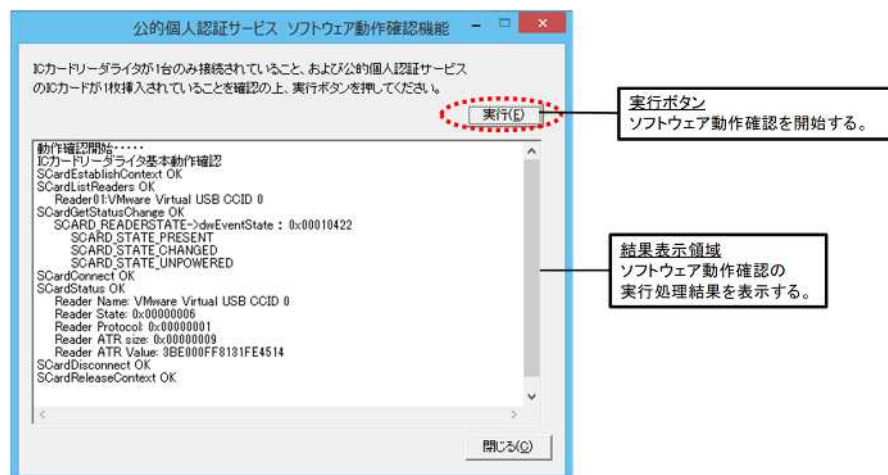 公的個人認証サービス ソフトウェア動作確認機能
ICカードリーダライタが1台のみ接続されていること、および公的個人認証サービス
のICカードが1枚挿入されていることを確認の上、実行ボタンを押してください。
実行(E)
実行ボタン
ソフトウェア動作確認を開始する。
動作確認開始・・・・・
ICカードリーダライタ基本動作確認
SCardEstablishContext OK
SCardListReaders OK
Reader01:VMware Virtual USB CCID 0
SCardGetStatusChange OK
SCARD_READERSTATE->dwEventState : 0x00010422
SCARD_STATE_PRESENT
SCARD_STATE_CHANGED
SCARD_STATE_UNPOWERED
SCardConnect OK
SCardStatus OK
Reader Name: VMware Virtual USB CCID 0
Reader State: 0x00000006
Reader Protocol: 0x00000001
Reader ATR size: 0x00000009
Reader ATR Value: 3BE000FF8131FE4514
SCardDisconnect OK
SCardReleaseContext OK
結果表示領域
ソフトウェア動作確認の
実行処理結果を表示する。
閉じる(C)